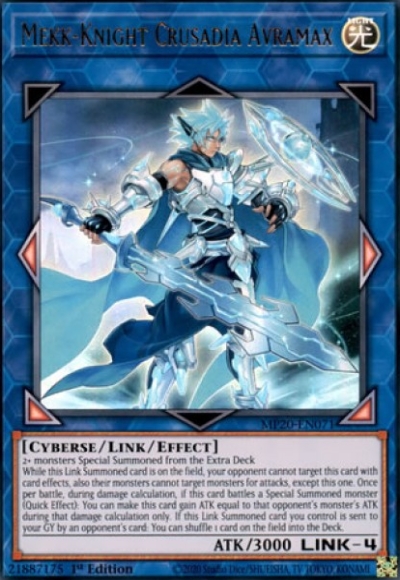 Mekk-Knight Crusadia Avramax
LIGHT
光
MP20-EN071
[Cyberse/Link/Effect]
2+ monsters Special Summoned from the Extra Deck
While this Link Summoned card is on the field, your opponent cannot target this card with
card effects, also their monsters cannot target monsters for attacks, except this one. Once
per battle, during damage calculation, if this card battles a Special Summoned monster
(Quick Effect): You can make this card gain ATK equal to that opponent's monster's ATK
during that damage calculation only. If this Link Summoned card you control is sent to
your GY by an opponent's card: You can shuffle 1 card on the field into the Deck.
ATK/3000 LINK-4
21887175 1st Edition ©2020 Studio Dice/SHUEISHA, TV TOKYO, KONAMI